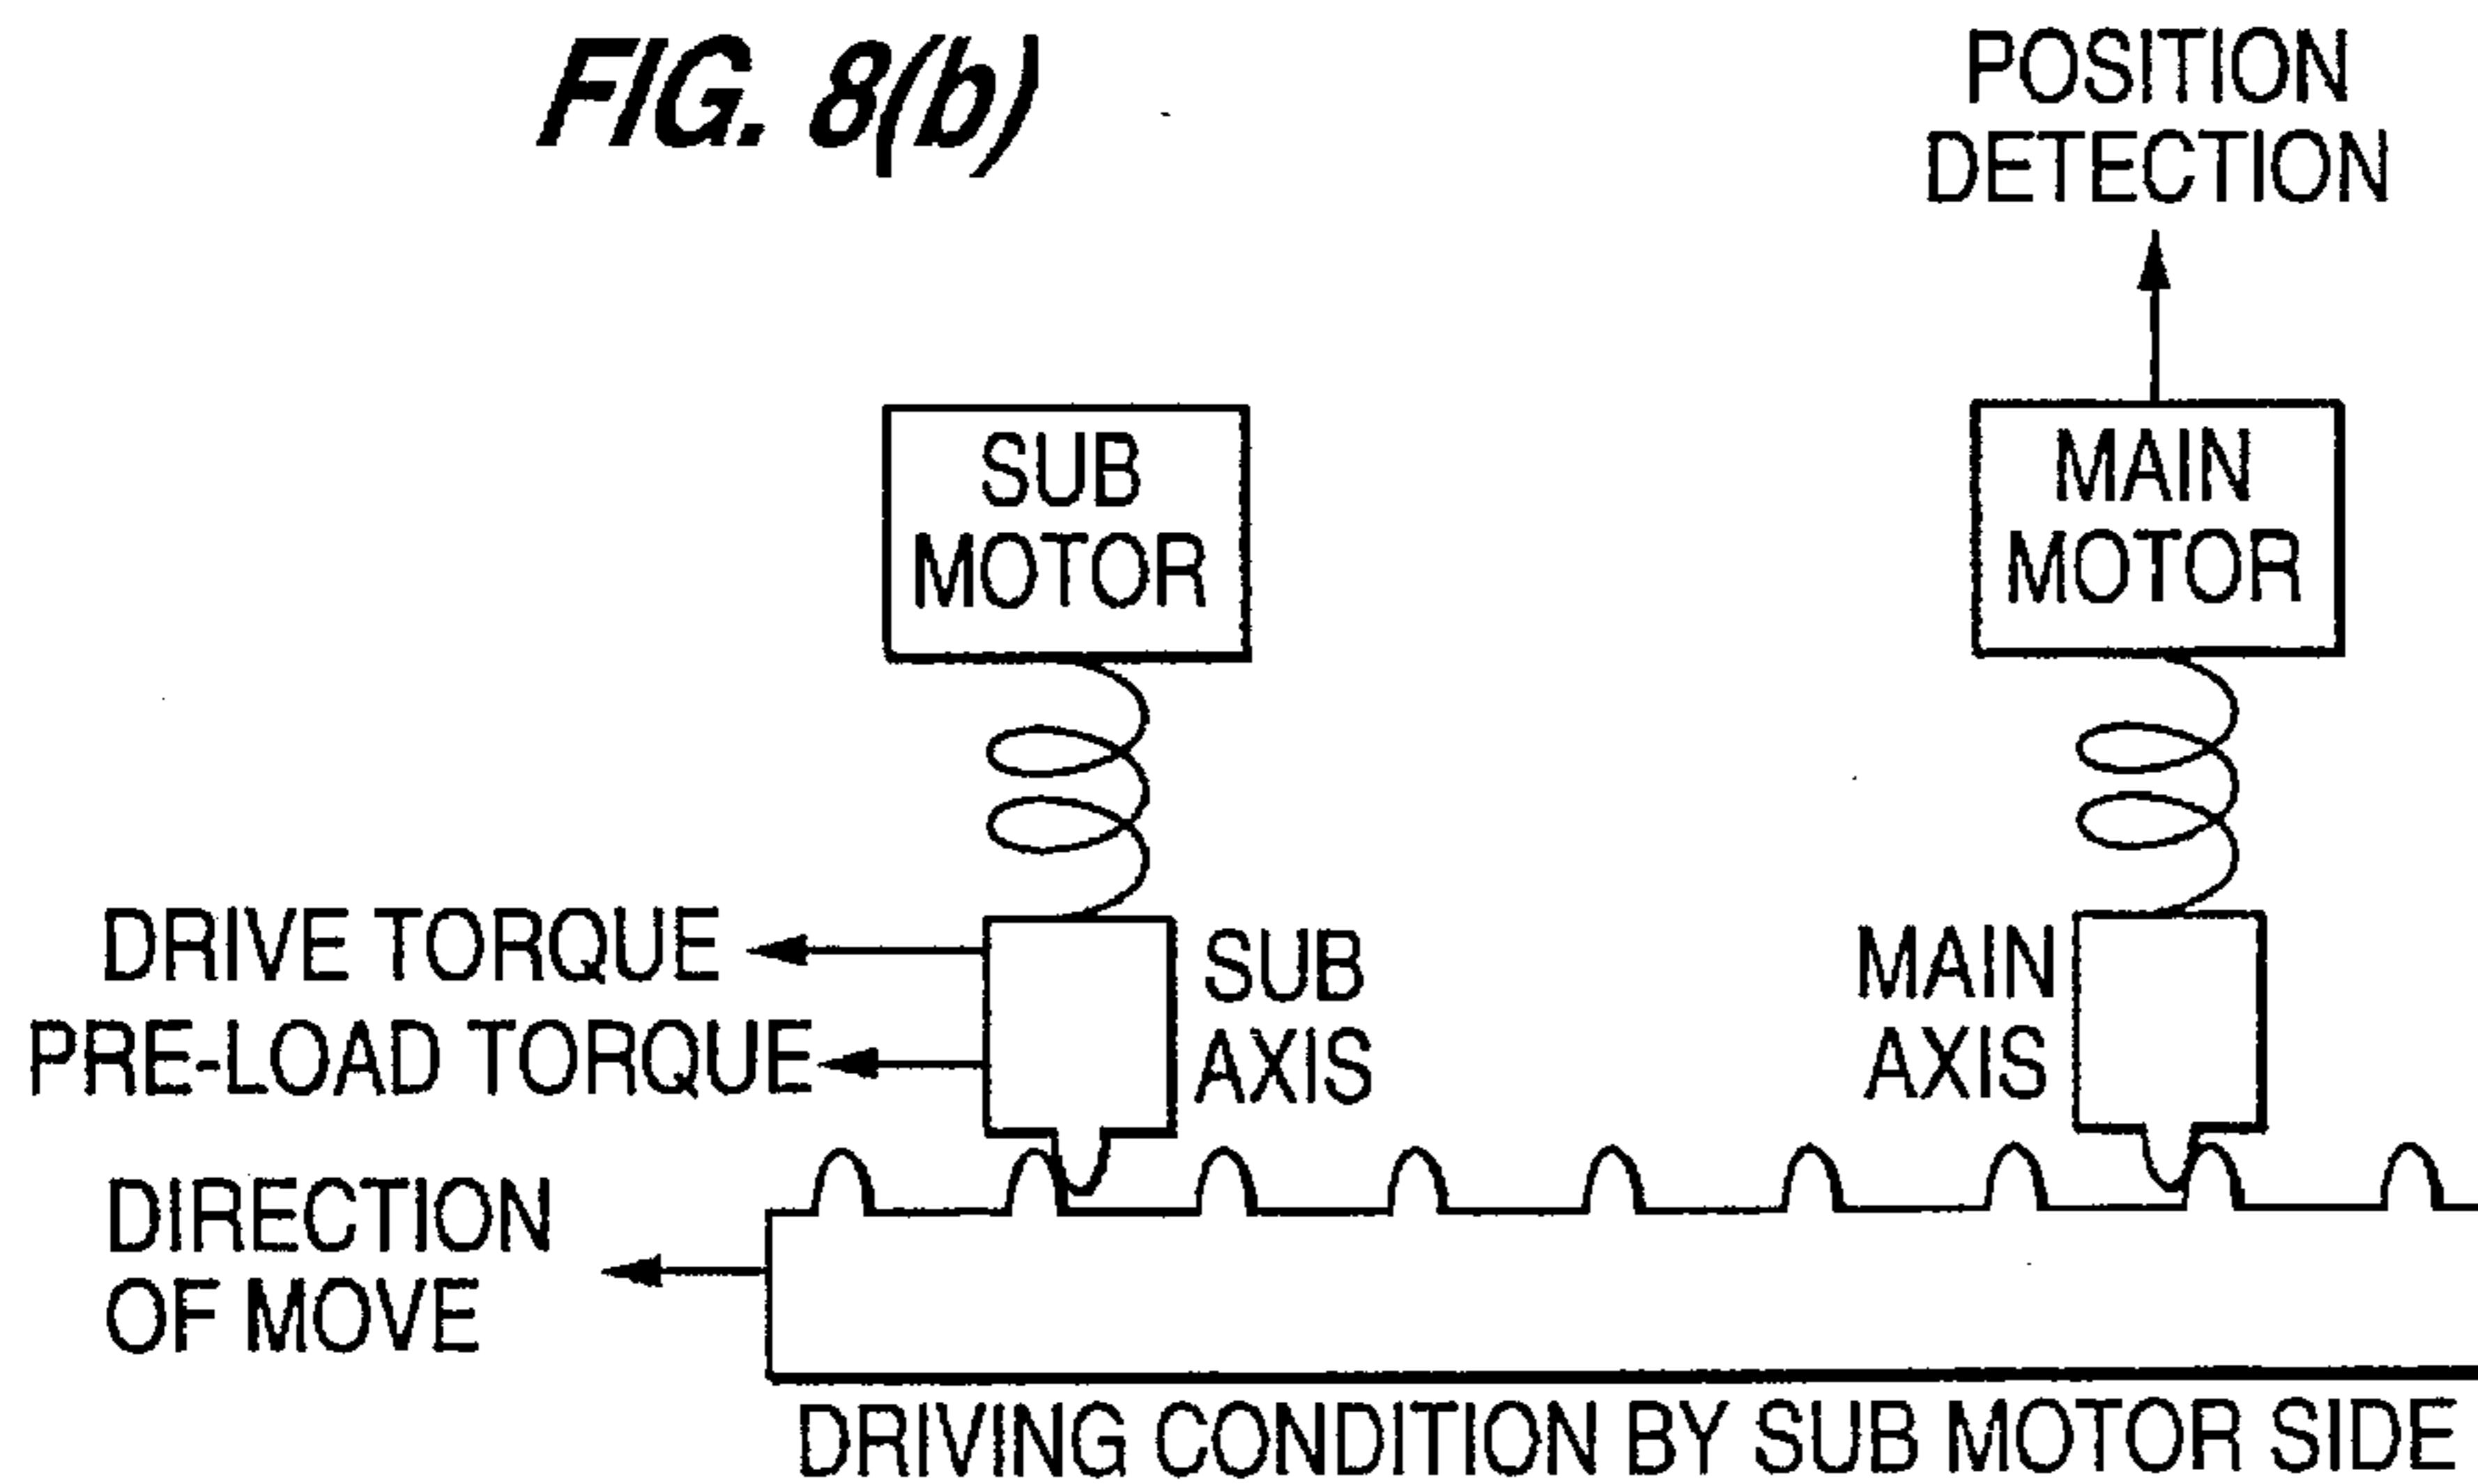 FIG. 8(b)
POSITION
DETECTION
SUB
MOTOR
MAIN
MOTOR
DRIVE TORQUE
PRE-LOAD TORQUE
SUB
AXIS
MAIN
AXIS
DIRECTION
OF MOVE
DRIVING CONDITION BY SUB MOTOR SIDE